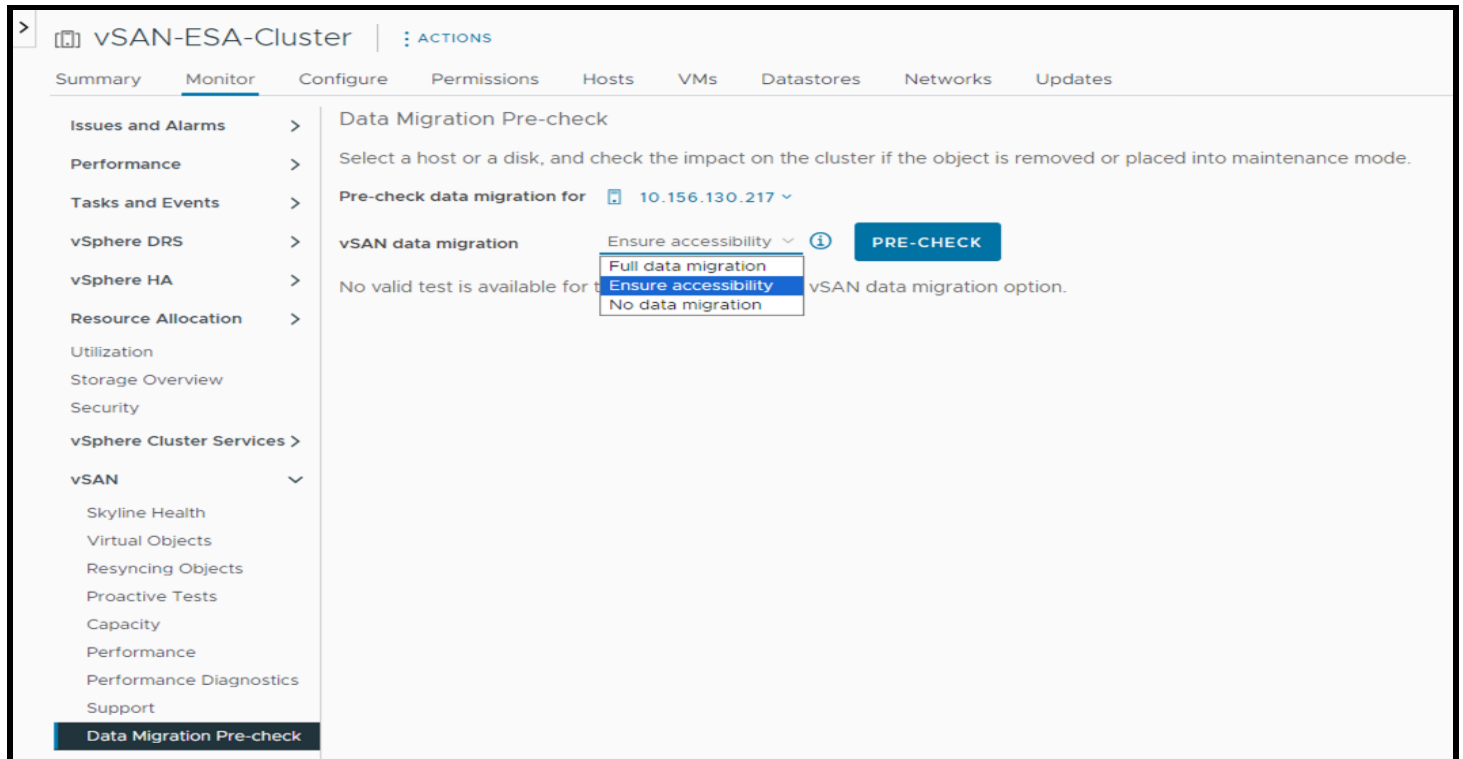 vSAN-ESA-Cluster ACTIONS
Summary Monitor Configure Permissions Hosts VMs Datastores Networks Updates
Issues and Alarms
Performance
Tasks and Events
vSphere DRS
vSphere HA
Resource Allocation
Utilization
Storage Overview
Security
vSphere Cluster Services
vSAN
Skyline Health
Virtual Objects
Resyncing Objects
Proactive Tests
Capacity
Performance
Performance Diagnostics
Support
Data Migration Pre-check
Data Migration Pre-check
Select a host or a disk, and check the impact on the cluster if the object is removed or placed into maintenance mode.
Pre-check data migration for 10.156.130.217
vSAN data migration Ensure accessibility PRE-CHECK
Full data migration
Ensure accessibility
No data migration
No valid test is available for vSAN data migration option.